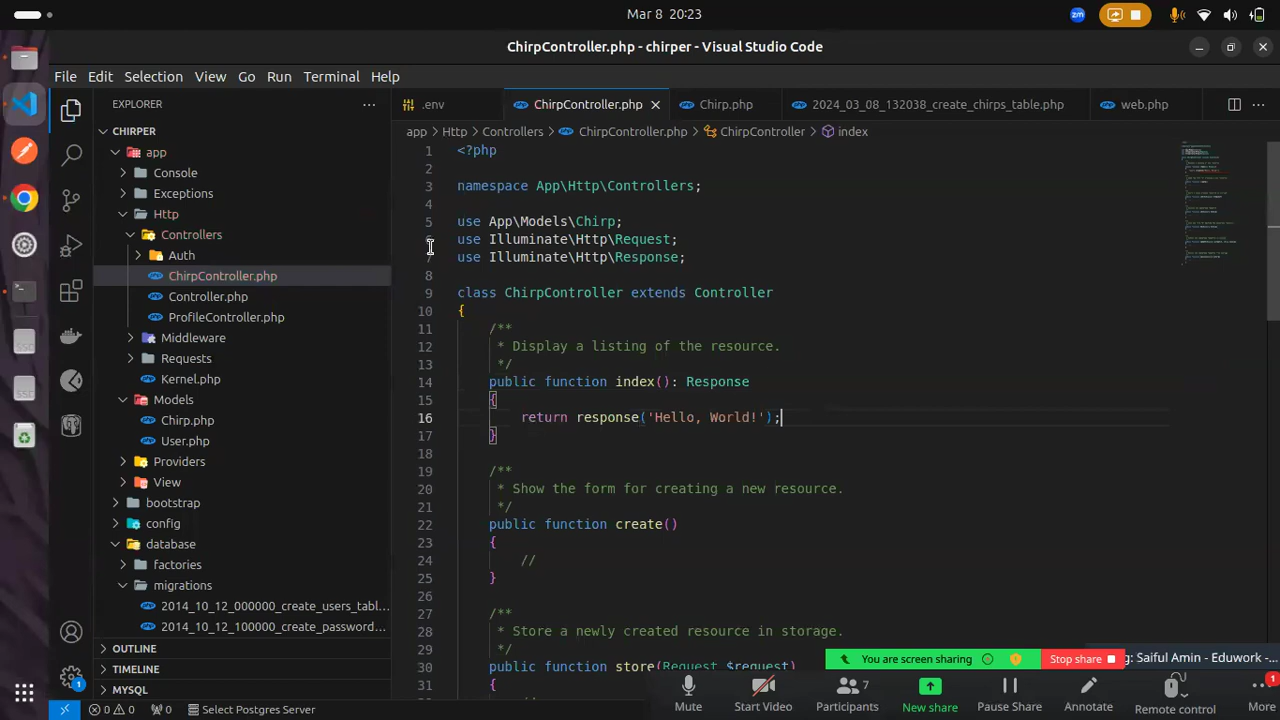 Mar 8 20:23
zm
ChirpController.php - chirper - Visual Studio Code
File Edit Selection View Go Run Terminal Help
EXPLORER
.env
ChirpController.php
Chirp.php
2024_03_08_132038_create_chirps_table.php
web.php
app > Http > Controllers > ChirpController.php > ChirpController > index
CHIRPER
app
Console
Exceptions
Http
Controllers
Auth
ChirpController.php
Controller.php
ProfileController.php
Middleware
Requests
Kernel.php
Models
Chirp.php
User.php
Providers
View
bootstrap
config
database
factories
migrations
2014_10_12_000000_create_users_tabl...
2014_10_12_100000_create_password...
OUTLINE
TIMELINE
MYSQL
1 <?php
2
3 namespace App\Http\Controllers;
4
5 use App\Models\Chirp;
use Illuminate\Http\Request;
7 use Illuminate\Http\Response;
8
9 class ChirpController extends Controller
10 {
11 /**
12 * Display a listing of the resource.
13 */
14 public function index(): Response
15 {
16 return response('Hello, World!');
17 }
18
19 /**
20 * Show the form for creating a new resource.
21 */
22 public function create()
23 {
24 //
25 }
26
27 /**
28 * Store a newly created resource in storage.
29 */
30 public function store(Request $request)
31 {
You are screen sharing
Stop share
g: Saiful Amin - Eduwork -
Mute
Start Video
7
Participants
New share
Pause Share
Annotate
Remote control
1
More
1
0 0 0 Select Postgres Server